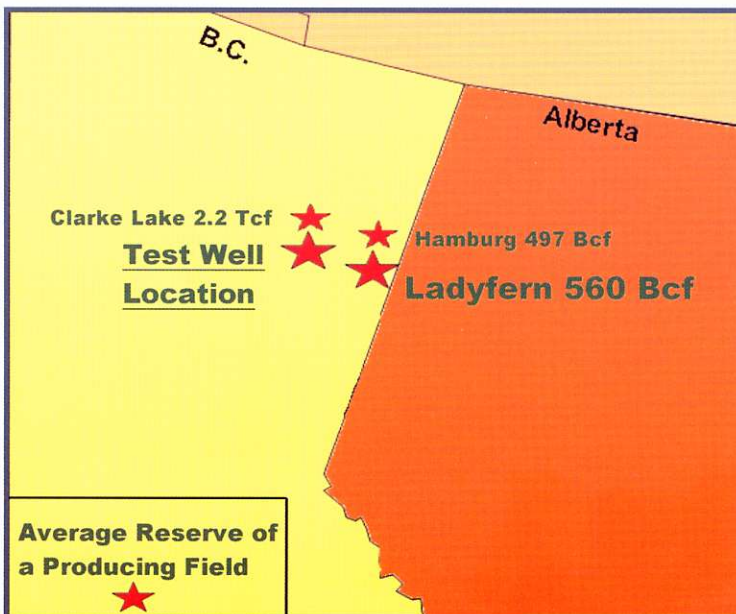 B.C.
Alberta
Clarke Lake 2.2 Tcf
Test Well
Location
Hamburg 497 Bcf
Ladyfern 560 Bcf
Average Reserve of
a Producing Field